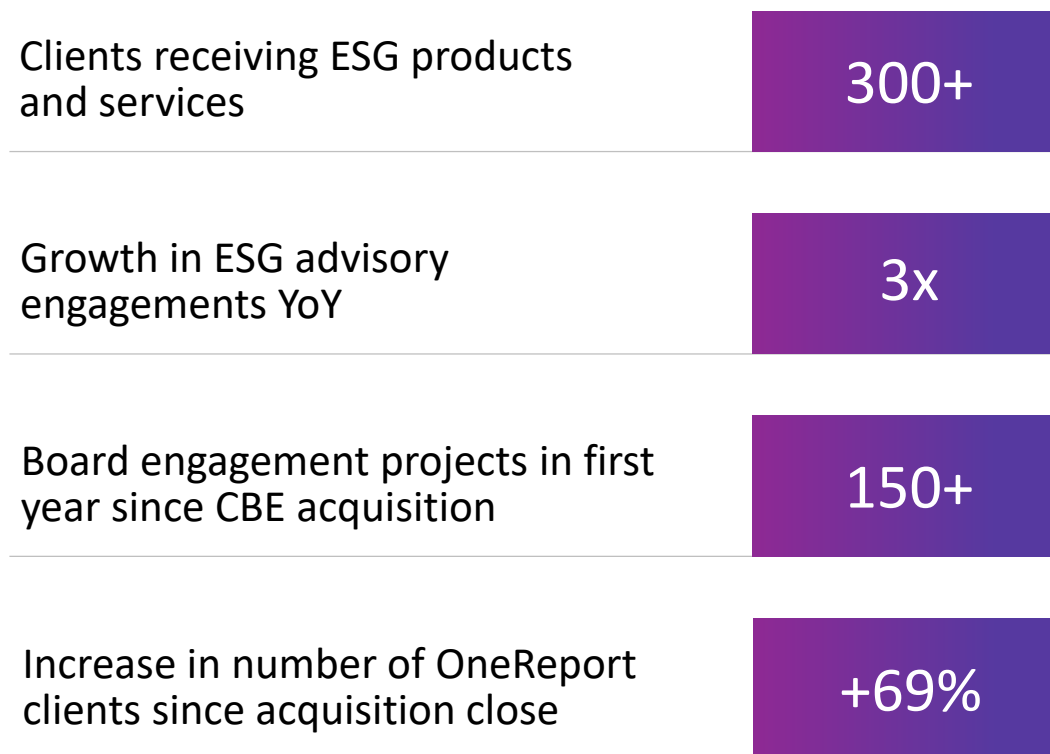 Clients receiving ESG products
and services
300+
Growth in ESG advisory
engagements YoY
3x
Board engagement projects in first
year since CBE acquisition
150+
Increase in number of OneReport
clients since acquisition close
+69%